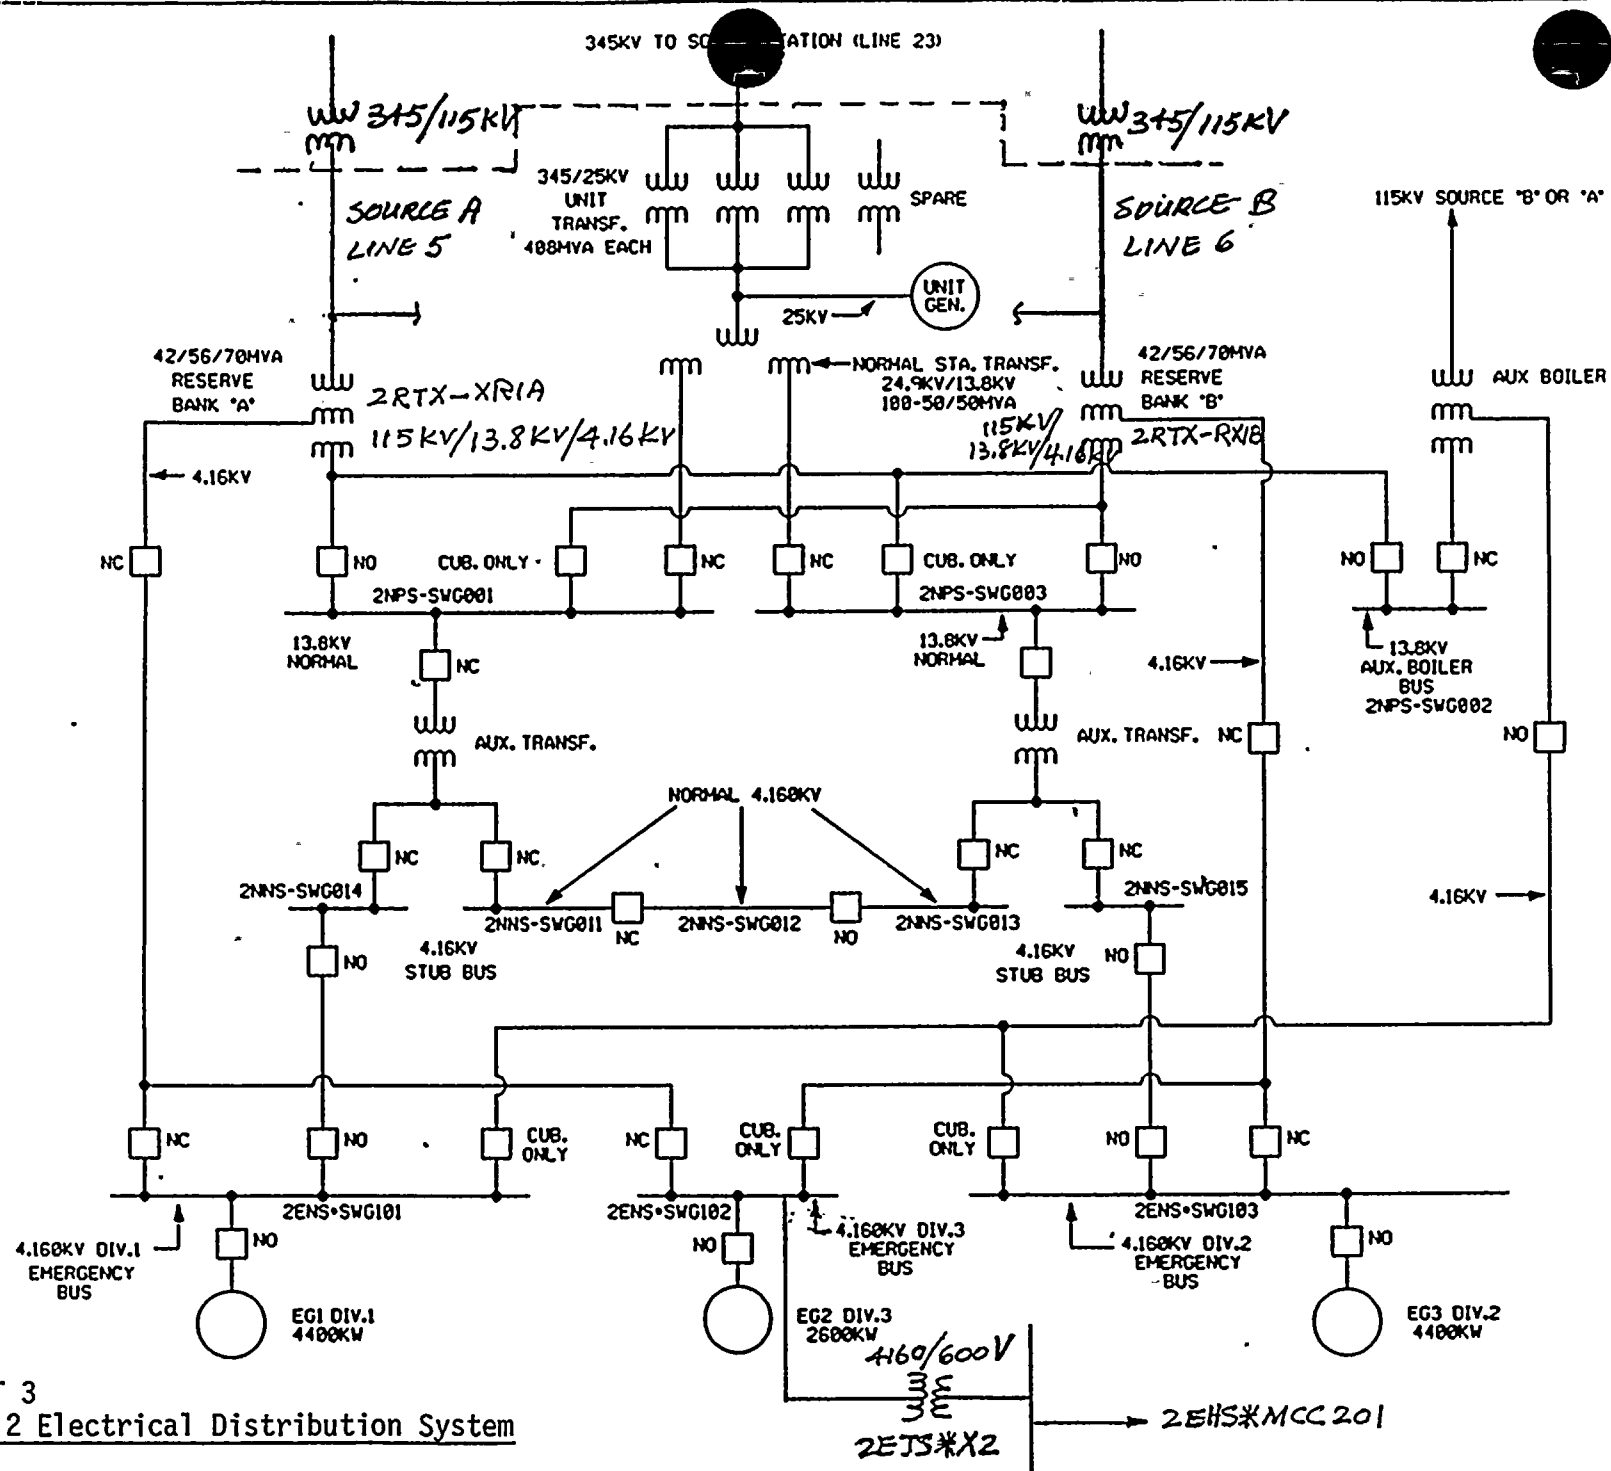 345KV TO SC ATION (LINE 23)
345/115KV
345/115KV
345/25KV
UNIT
TRANSF.
408MVA EACH
SPARE
SOURCE A
LINE 5
SOURCE B
LINE 6
115KV SOURCE "B" OR "A"
UNIT
GEN.
25KV
42/56/70MVA
RESERVE
BANK "A"
2RTX-XR1A
115KV/13.8KV/4.16KV
NORMAL STA. TRANSF.
24.9KV/13.8KV
100-50/50MVA
42/56/70MVA
RESERVE
BANK "B"
115KV/
13.8KV/4.16KV
2RTX-RX1B
AUX BOILER
4.16KV
NC
NO
CUB. ONLY
NC
NC
CUB. ONLY
NO
NO
NC
2NPS-SWG001
2NPS-SWG003
13.8KV
NORMAL
13.8KV
NORMAL
13.8KV
AUX. BOILER
BUS
2NPS-SWG002
NC
4.16KV
AUX. TRANSF.
AUX. TRANSF.
NC
NO
NORMAL 4.160KV
NC
NC
NC
NC
2NNS-SWG014
2NNS-SWG015
4.16KV
2NNS-SWG011
NC
2NNS-SWG012
NO
2NNS-SWG013
NO
4.16KV
STUB BUS
4.16KV
STUB BUS
NO
NC
NO
CUB.
ONLY
NC
CUB.
ONLY
CUB.
ONLY
NO
NC
2ENS*SWG101
2ENS*SWG102
2ENS*SWG103
4.160KV DIV.1
EMERGENCY
BUS
NO
NO
4.160KV DIV.3
EMERGENCY
BUS
4.160KV DIV.2
EMERGENCY
BUS
NO
EG1 DIV.1
4400KW
EG2 DIV.3
2600KW
EG3 DIV.2
4400KW
4160/600V
2EJS*X2
2EHS*MCC201
3
2 Electrical Distribution System